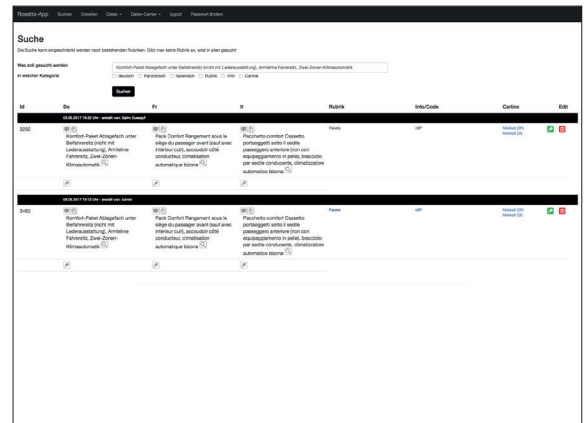 Rosetta-App Suchen Erstellen Daten Daten-Center logout Passwort ändern
Suche
Die Suche kann eingeschränkt werden nach bestehenden Rubriken. Gibt man keine Rubrik an, wird in allen gesucht
Was soll gesucht werden
Komfort-Paket Ablagefach unter Beifahrersitz (nicht mit Lederausstattung), Armlehne Fahrersitz, Zwei-Zonen-Klimaautomatik
In welcher Kategorie
deutsch französisch italienisch Rubrik Info Carline
Suchen
Id De Fr It Rubrik Info/Code Carline Edit
3250
Komfort-Paket Ablagefach unter
Beifahrersitz (nicht mit
Lederausstattung), Armlehne
Fahrersitz, Zwei-Zonen-
Klimaautomatik
Pack Confort Rangement sous le
siège du passager avant (sauf avec
intérieur cuir), accoudoir côté
conducteur, climatisation
automatique bizone
Pacchetto comfort Cassetto
portaoggetti sotto il sedile
passeggero anteriore (non con
equipaggiamento in pelle), bracciolo
per sedile conducente, climatizzatore
automatico bizona
Pakete
3462
Komfort-Paket Ablagefach unter
Beifahrersitz (nicht mit
Lederausstattung), Armlehne
Fahrersitz, Zwei-Zonen-
Klimaautomatik
Pack Confort Rangement sous le
siège du passager avant (sauf avec
intérieur cuir), accoudoir côté
conducteur, climatisation
automatique bizone
Pacchetto comfort Cassetto
portaoggetti sotto il sedile
passeggero anteriore (non con
equipaggiamento in pelle), bracciolo
per sedile conducente, climatizzatore
automatico bizona
Pakete